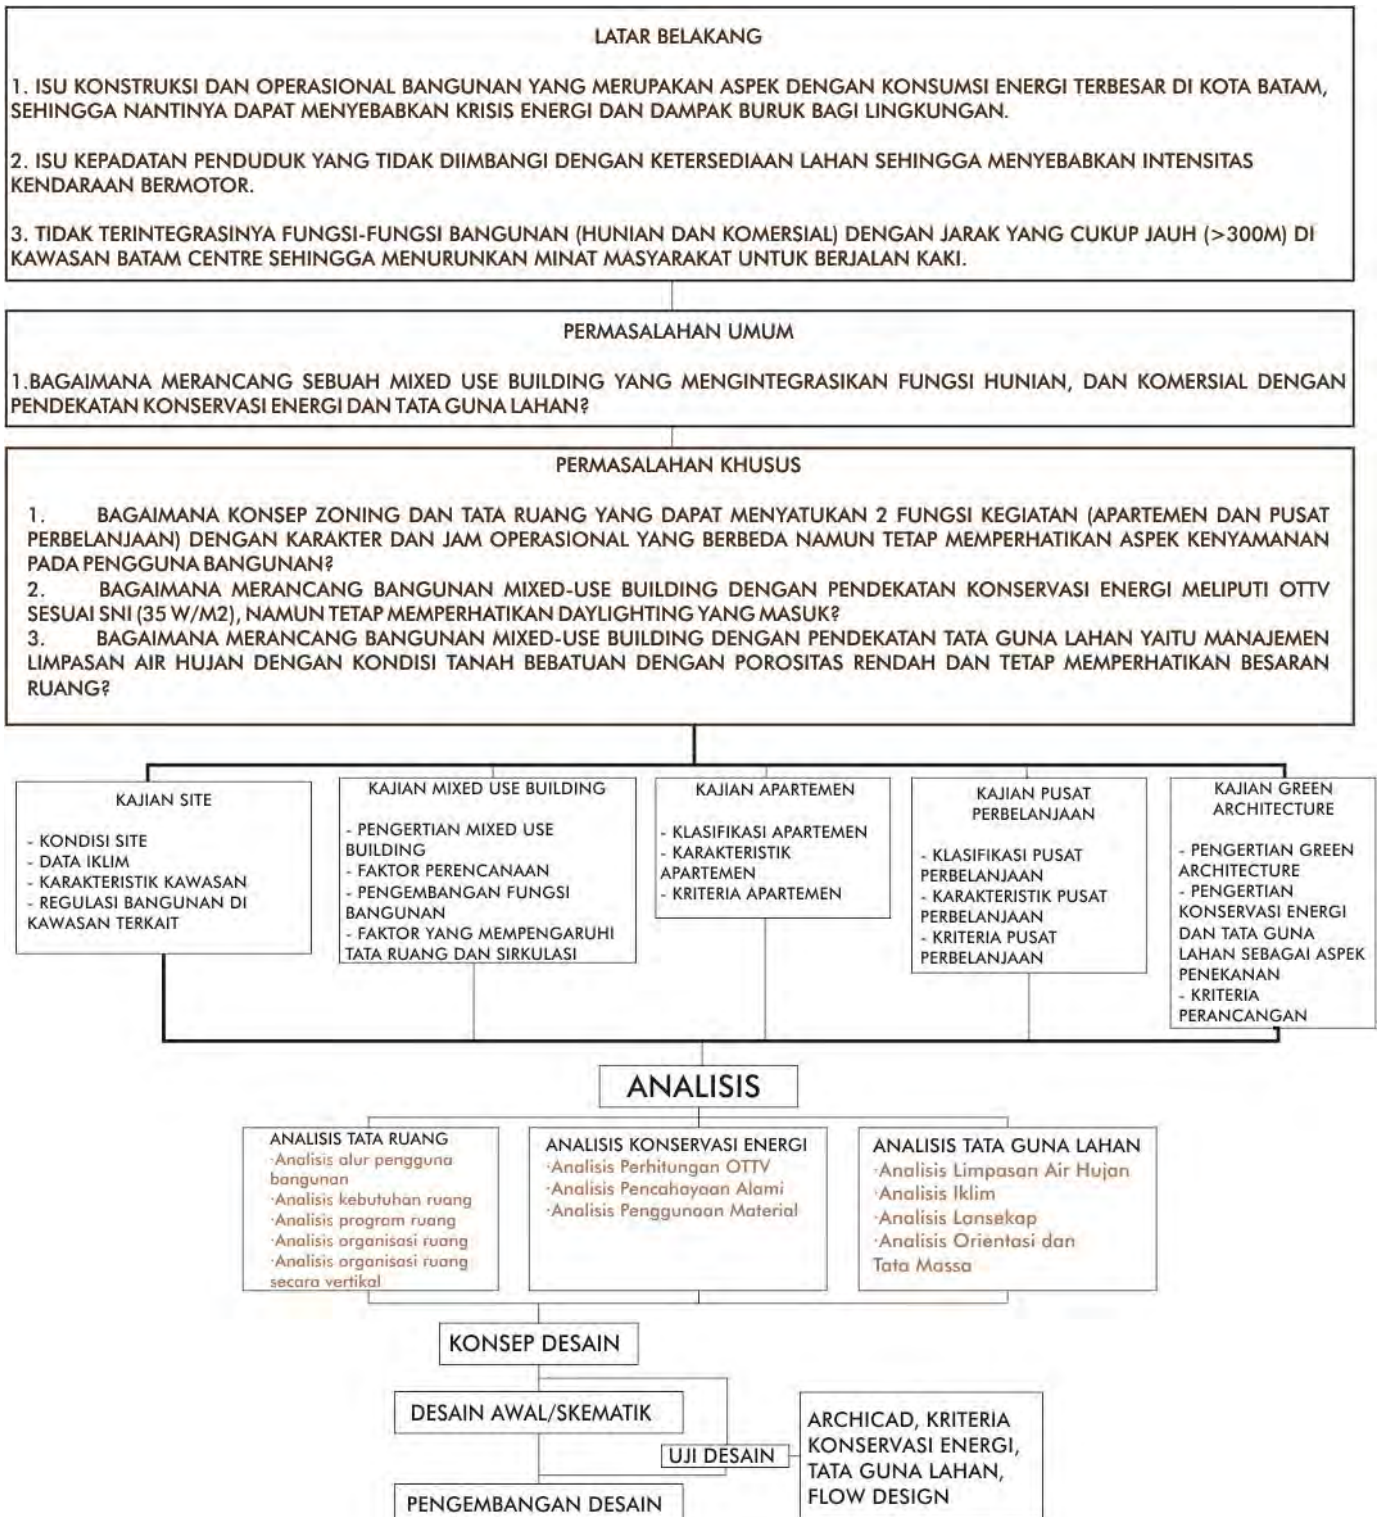 LATAR BELAKANG
1. ISU KONSTRUKSI DAN OPERASIONAL BANGUNAN YANG MERUPAKAN ASPEK DENGAN KONSUMSI ENERGI TERBESAR DI KOTA BATAM,
SEHINGGA NANTINYA DAPAT MENYEBABKAN KRISIS ENERGI DAN DAMPAK BURUK BAGI LINGKUNGAN.
2. ISU KEPADATAN PENDUDUK YANG TIDAK DIIMBANGI DENGAN KETERSEDIAAN LAHAN SEHINGGA MENYEBABKAN INTENSITAS
KENDARAAN BERMOTOR.
3. TIDAK TERINTEGRASINYA FUNGSI-FUNGSI BANGUNAN (HUNIAN DAN KOMERSIAL) DENGAN JARAK YANG CUKUP JAUH (>300M) DI
KAWASAN BATAM CENTRE SEHINGGA MENURUNKAN MINAT MASYARAKAT UNTUK BERJALAN KAKI.
PERMASALAHAN UMUM
1.BAGAIMANA MERANCANG SEBUAH MIXED USE BUILDING YANG MENGINTEGRASIKAN FUNGSI HUNIAN, DAN KOMERSIAL DENGAN
PENDEKATAN KONSERVASI ENERGI DAN TATA GUNA LAHAN?
PERMASALAHAN KHUSUS
1. BAGAIMANA KONSEP ZONING DAN TATA RUANG YANG DAPAT MENYATUKAN 2 FUNGSI KEGIATAN (APARTEMEN DAN PUSAT
PERBELANJAAN) DENGAN KARAKTER DAN JAM OPERASIONAL YANG BERBEDA NAMUN TETAP MEMPERHATIKAN ASPEK KENYAMANAN
PADA PENGGUNA BANGUNAN?
2. BAGAIMANA MERANCANG BANGUNAN MIXED-USE BUILDING DENGAN PENDEKATAN KONSERVASI ENERGI MELIPUTI OTTV
SESUAI SNI (35 W/M2), NAMUN TETAP MEMPERHATIKAN DAYLIGHTING YANG MASUK?
3. BAGAIMANA MERANCANG BANGUNAN MIXED-USE BUILDING DENGAN PENDEKATAN TATA GUNA LAHAN YAITU MANAJEMEN
LIMPASAN AIR HUJAN DENGAN KONDISI TANAH BEBATUAN DENGAN POROSITAS RENDAH DAN TETAP MEMPERHATIKAN BESARAN
RUANG?
KAJIAN SITE
- KONDISI SITE
- DATA IKLIM
- KARAKTERISTIK KAWASAN
- REGULASI BANGUNAN DI
KAWASAN TERKAIT
KAJIAN MIXED USE BUILDING
- PENGERTIAN MIXED USE
BUILDING
- FAKTOR PERENCANAAN
- PENGEMBANGAN FUNGSI
BANGUNAN
- FAKTOR YANG MEMPENGARUHI
TATA RUANG DAN SIRKULASI
KAJIAN APARTEMEN
- KLASIFIKASI APARTEMEN
- KARAKTERISTIK
APARTEMEN
- KRITERIA APARTEMEN
KAJIAN PUSAT
PERBELANJAAN
- KLASIFIKASI PUSAT
PERBELANJAAN
- KARAKTERISTIK PUSAT
PERBELANJAAN
- KRITERIA PUSAT
PERBELANJAAN
KAJIAN GREEN
ARCHITECTURE
- PENGERTIAN GREEN
ARCHITECTURE
- PENGERTIAN
KONSERVASI ENERGI
DAN TATA GUNA
LAHAN SEBAGAI ASPEK
PENEKANAN
- KRITERIA
PERANCANGAN
ANALISIS
ANALISIS TATA RUANG
·Analisis alur pengguna
bangunan
·Analisis kebutuhan ruang
·Analisis program ruang
·Analisis organisasi ruang
·Analisis organisasi ruang
secara vertikal
ANALISIS KONSERVASI ENERGI
·Analisis Perhitungan OTTV
·Analisis Pencahayaan Alami
·Analisis Penggunaan Material
ANALISIS TATA GUNA LAHAN
·Analisis Limpasan Air Hujan
·Analisis Iklim
·Analisis Lansekap
·Analisis Orientasi dan
Tata Massa
KONSEP DESAIN
DESAIN AWAL/SKEMATIK
UJI DESAIN
ARCHICAD, KRITERIA
KONSERVASI ENERGI,
TATA GUNA LAHAN,
FLOW DESIGN
PENGEMBANGAN DESAIN